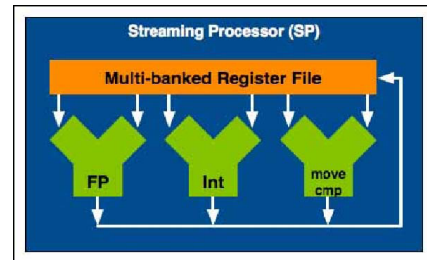 Streaming Processor (SP)
Multi-banked Register File
FP
Int
move
cmp